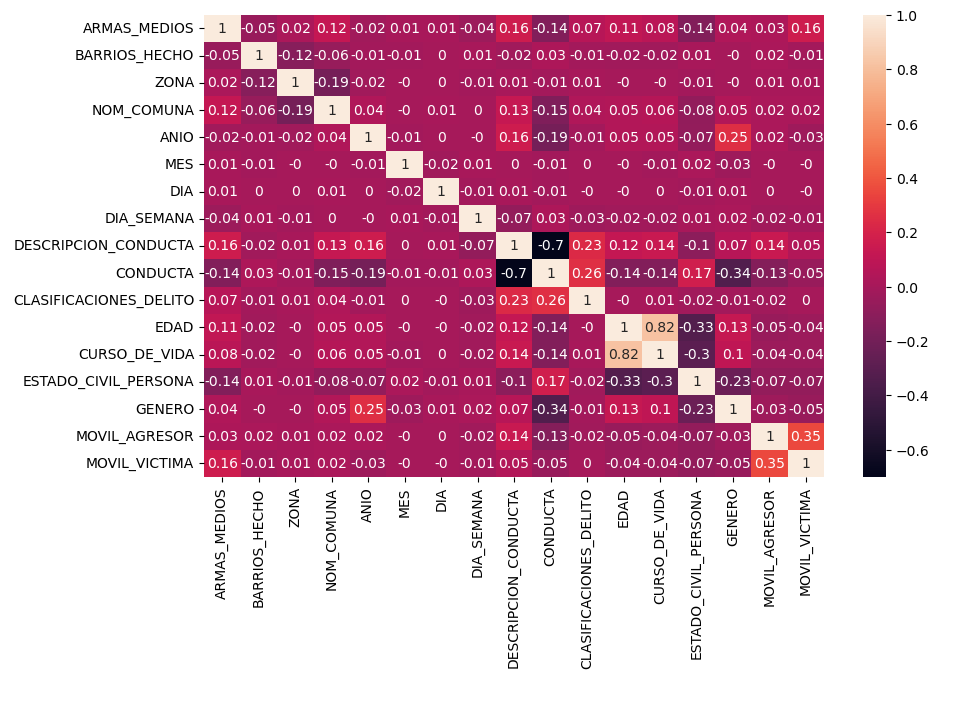 ARMAS_MEDIOS 1 -0.05 0.02 0.12 -0.02 0.01 0.01 -0.04 0.16 -0.14 0.07 0.11 0.08 -0.14 0.04 0.03 0.16
BARRIOS_HECHO -0.05 1 -0.12 -0.06 -0.01 -0.01 0 0.01 -0.02 0.03 -0.01 -0.02 -0.02 0.01 -0 0.02 -0.01
ZONA 0.02 -0.12 1 -0.19 -0.02 -0 0 -0.01 0.01 -0.01 0.01 -0 -0 -0.01 -0 0.01 0.01
NOM_COMUNA 0.12 -0.06 -0.19 1 0.04 -0 0.01 0 0.13 -0.15 0.04 0.05 0.06 -0.08 0.05 0.02 0.02
ANIO -0.02 -0.01 -0.02 0.04 1 -0.01 0 -0 0.16 -0.19 -0.01 0.05 0.05 -0.07 0.25 0.02 -0.03
MES 0.01 -0.01 -0 -0 -0.01 1 -0.02 0.01 0 -0.01 0 -0 -0.01 0.02 -0.03 -0 -0
DIA 0.01 0 0 0.01 0 -0.02 1 -0.01 0.01 -0.01 -0 -0 0 -0.01 0.01 0 -0
DIA_SEMANA -0.04 0.01 -0.01 0 -0 0.01 -0.01 1 -0.07 0.03 -0.03 -0.02 -0.02 0.01 0.02 -0.02 -0.01
DESCRIPCION_CONDUCTA 0.16 -0.02 0.01 0.13 0.16 0 0.01 -0.07 1 -0.7 0.23 0.12 0.14 -0.1 0.07 0.14 0.05
CONDUCTA -0.14 0.03 -0.01 -0.15 -0.19 -0.01 -0.01 0.03 -0.7 1 0.26 -0.14 -0.14 0.17 -0.34 -0.13 -0.05
CLASIFICACIONES_DELITO 0.07 -0.01 0.01 0.04 -0.01 0 -0 -0.03 0.23 0.26 1 -0 0.01 -0.02 -0.01 -0.02 0
EDAD 0.11 -0.02 -0 0.05 0.05 -0 -0 -0.02 0.12 -0.14 -0 1 0.82 -0.33 0.13 -0.05 -0.04
CURSO_DE_VIDA 0.08 -0.02 -0 0.06 0.05 -0.01 0 -0.02 0.14 -0.14 0.01 0.82 1 -0.3 0.1 -0.04 -0.04
ESTADO_CIVIL_PERSONA -0.14 0.01 -0.01 -0.08 -0.07 0.02 -0.01 0.01 -0.1 0.17 -0.02 -0.33 -0.3 1 -0.23 -0.07 -0.07
GENERO 0.04 -0 -0 0.05 0.25 -0.03 0.01 0.02 0.07 -0.34 -0.01 0.13 0.1 -0.23 1 -0.03 -0.05
MOVIL_AGRESOR 0.03 0.02 0.01 0.02 0.02 -0 0 -0.02 0.14 -0.13 -0.02 -0.05 -0.04 -0.07 -0.03 1 0.35
MOVIL_VICTIMA 0.16 -0.01 0.01 0.02 -0.03 -0 -0 -0.01 0.05 -0.05 0 -0.04 -0.04 -0.07 -0.05 0.35 1
ARMAS_MEDIOS
BARRIOS_HECHO
ZONA
NOM_COMUNA
ANIO
MES
DIA
DIA_SEMANA
DESCRIPCION_CONDUCTA
CONDUCTA
CLASIFICACIONES_DELITO
EDAD
CURSO_DE_VIDA
ESTADO_CIVIL_PERSONA
GENERO
MOVIL_AGRESOR
MOVIL_VICTIMA
1.0
0.8
0.6
0.4
0.2
0.0
−0.2
−0.4
−0.6